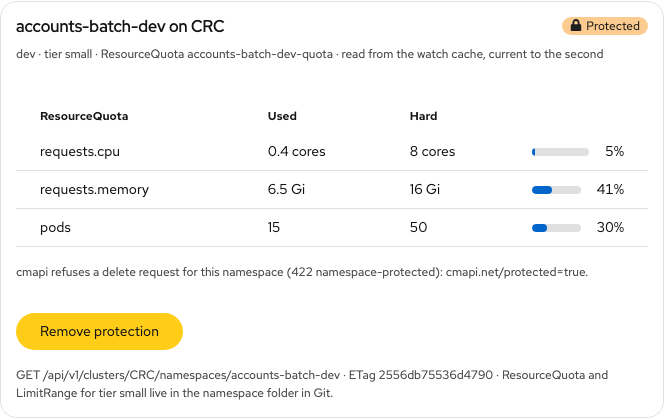 accounts-batch-dev on CRC
Protected
dev · tier small · ResourceQuota accounts-batch-dev-quota · read from the watch cache, current to the second
ResourceQuota Used Hard
requests.cpu 0.4 cores 8 cores 5%
requests.memory 6.5 Gi 16 Gi 41%
pods 15 50 30%
cmapi refuses a delete request for this namespace (422 namespace-protected): cmapi.net/protected=true.
Remove protection
GET /api/v1/clusters/CRC/namespaces/accounts-batch-dev · ETag 2556db75536d4790 · ResourceQuota and
LimitRange for tier small live in the namespace folder in Git.